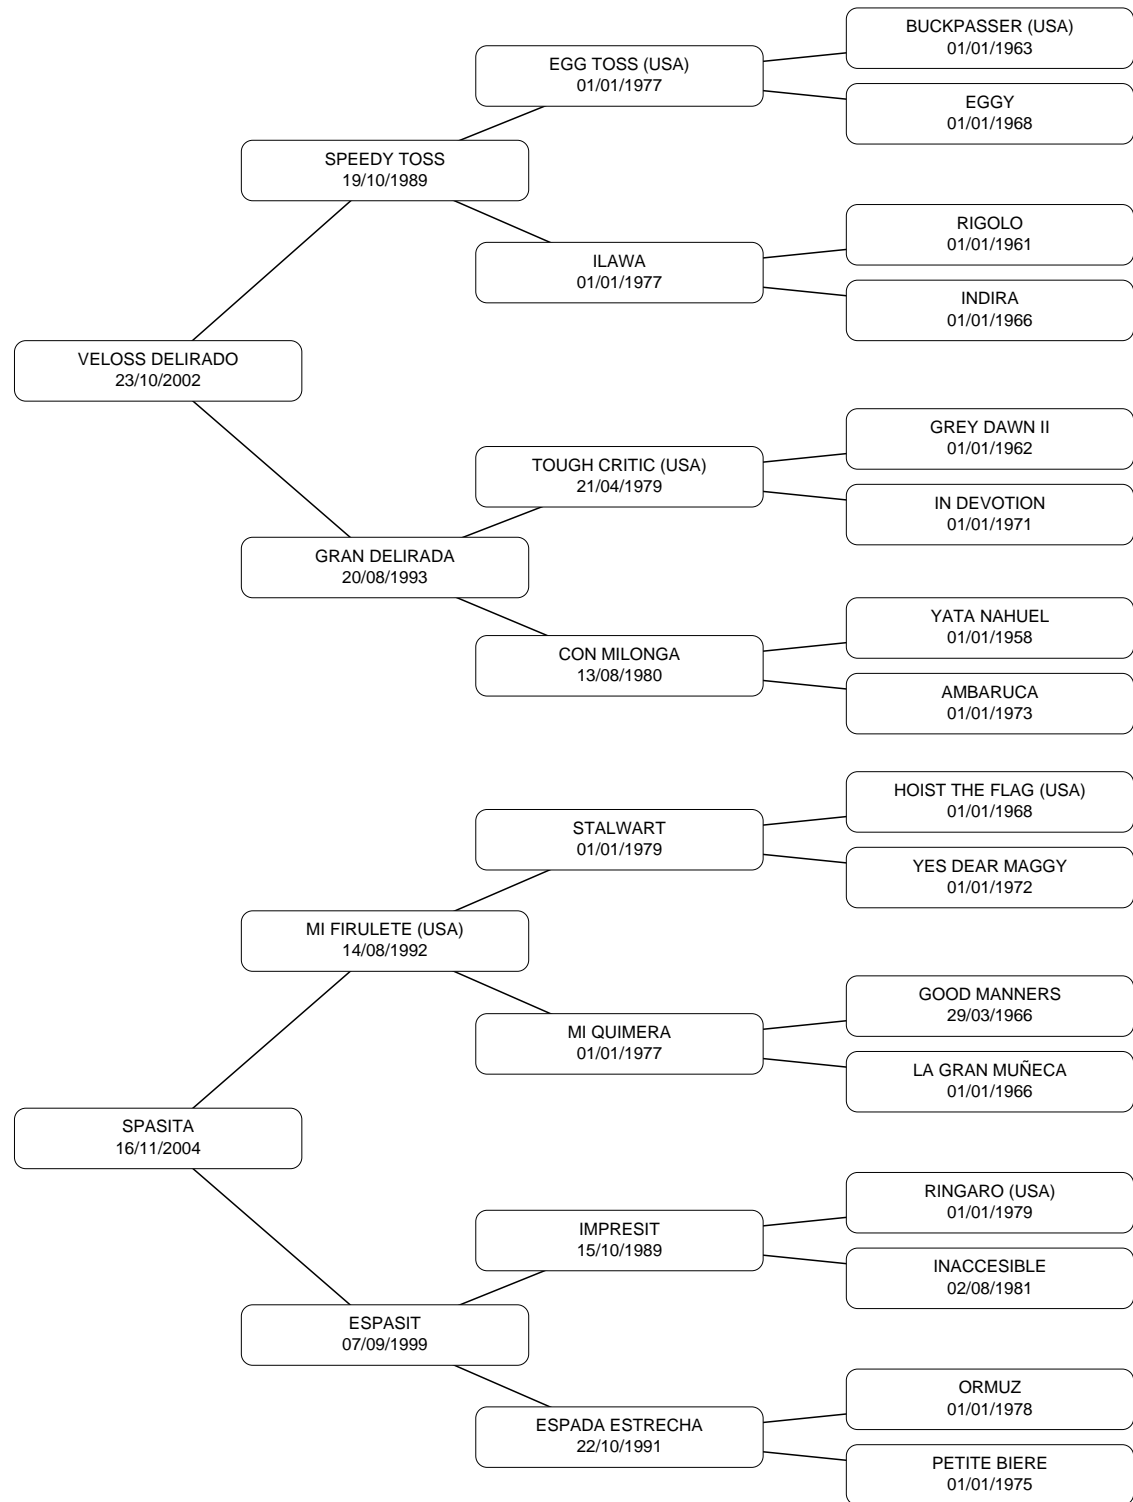 BUCKPASSER (USA)
01/01/1963
EGG TOSS (USA)
01/01/1977
EGGY
01/01/1968
SPEEDY TOSS
19/10/1989
RIGOLO
01/01/1961
ILAWA
01/01/1977
INDIRA
01/01/1966
VELOSS DELIRADO
23/10/2002
GREY DAWN II
01/01/1962
TOUGH CRITIC (USA)
21/04/1979
IN DEVOTION
01/01/1971
GRAN DELIRADA
20/08/1993
YATA NAHUEL
01/01/1958
CON MILONGA
13/08/1980
AMBARUCA
01/01/1973
HOIST THE FLAG (USA)
01/01/1968
STALWART
01/01/1979
YES DEAR MAGGY
01/01/1972
MI FIRULETE (USA)
14/08/1992
GOOD MANNERS
29/03/1966
MI QUIMERA
01/01/1977
LA GRAN MUÑECA
01/01/1966
SPASITA
16/11/2004
RINGARO (USA)
01/01/1979
IMPRESIT
15/10/1989
INACCESIBLE
02/08/1981
ESPASIT
07/09/1999
ORMUZ
01/01/1978
ESPADA ESTRECHA
22/10/1991
PETITE BIERE
01/01/1975